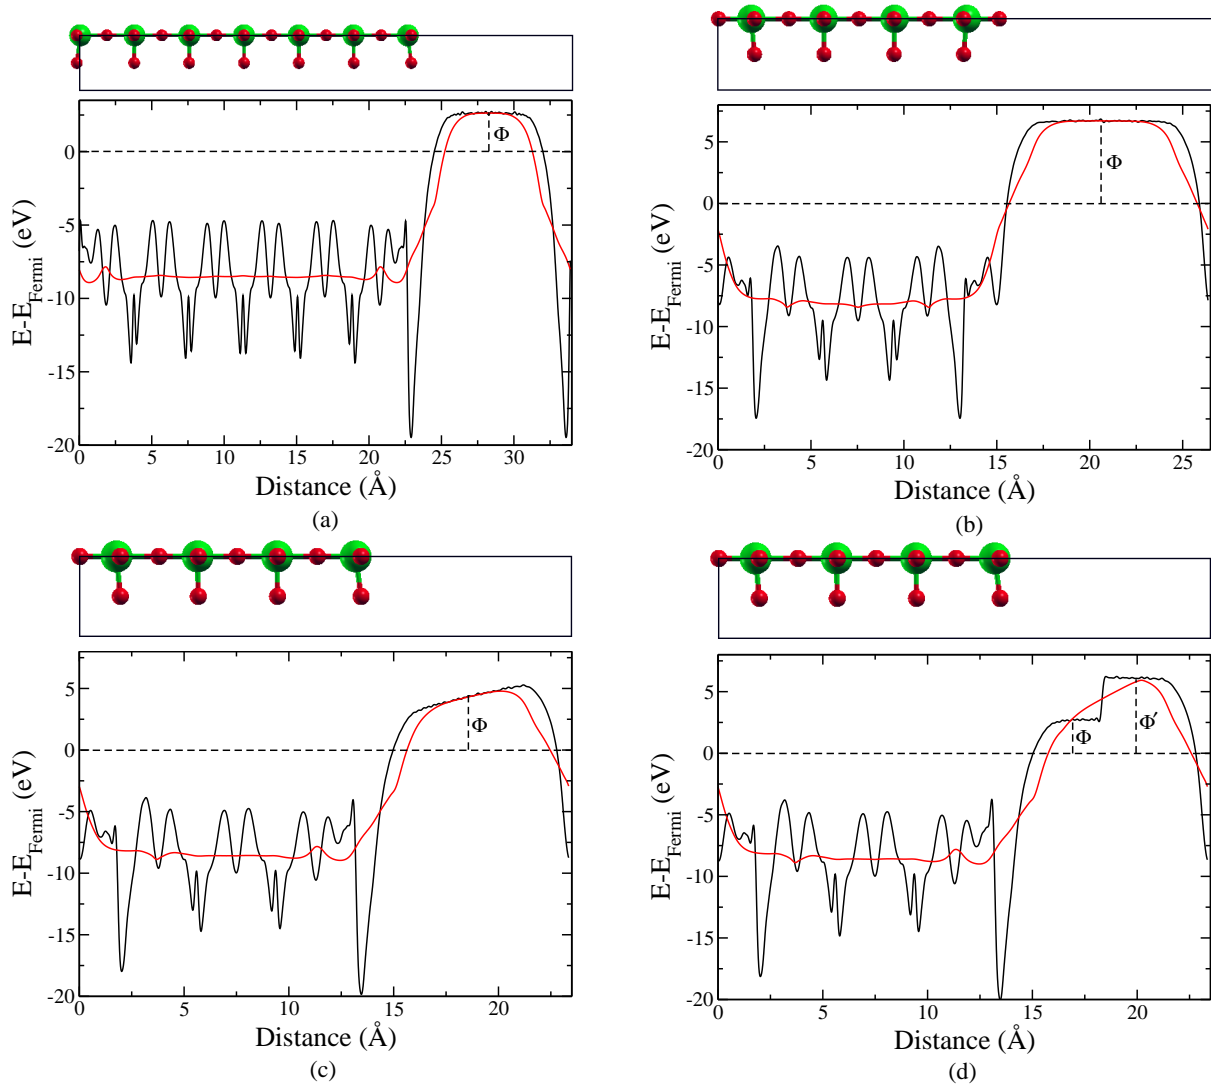 0
-5
-10
-15
-20
E-E_Fermi (eV)
Φ
0 5 10 15 20 25 30
Distance (Å)
(a)
5
0
-5
-10
-15
-20
E-E_Fermi (eV)
Φ
0 5 10 15 20 25
Distance (Å)
(b)
5
0
-5
-10
-15
-20
E-E_Fermi (eV)
Φ
0 5 10 15 20
Distance (Å)
(c)
5
0
-5
-10
-15
-20
E-E_Fermi (eV)
Φ Φ′
0 5 10 15 20
Distance (Å)
(d)